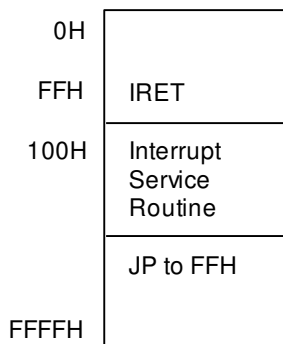 0H
FFH IRET
100H Interrupt
Service
Routine
JP to FFH
FFFFH